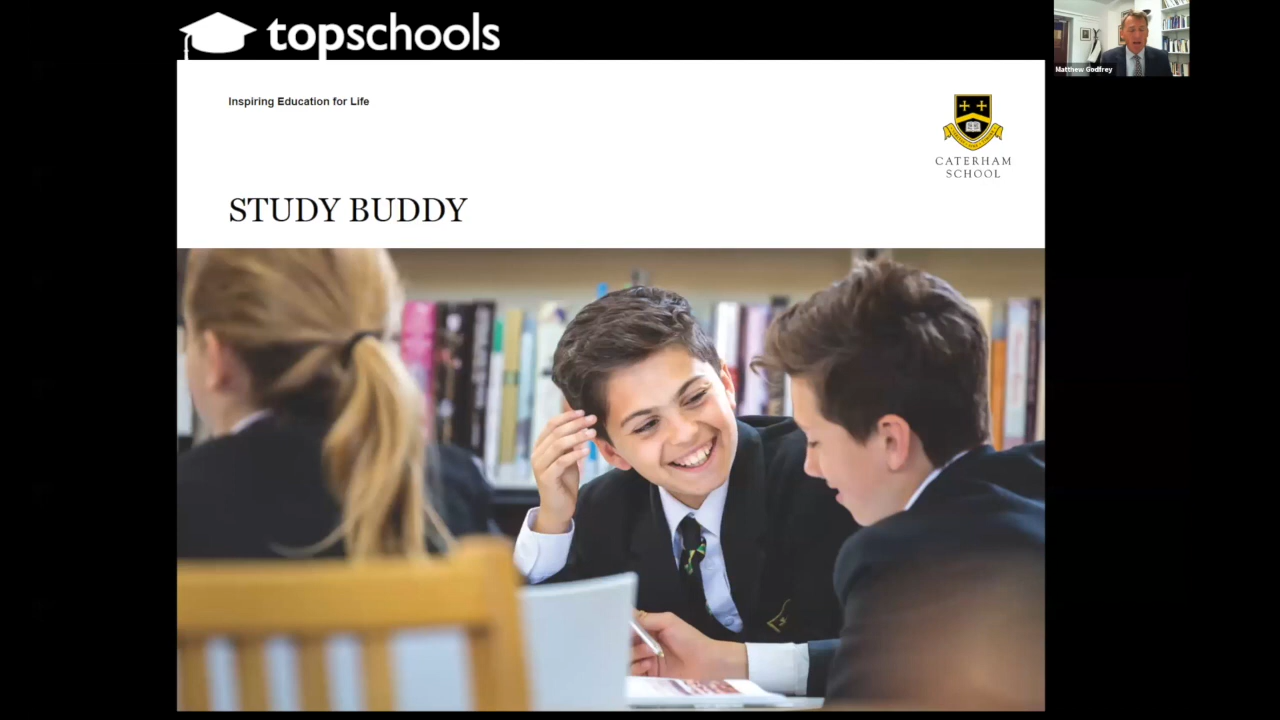 topschools
Matthew Godfrey
Inspiring Education for Life
CATERHAM
SCHOOL
STUDY BUDDY